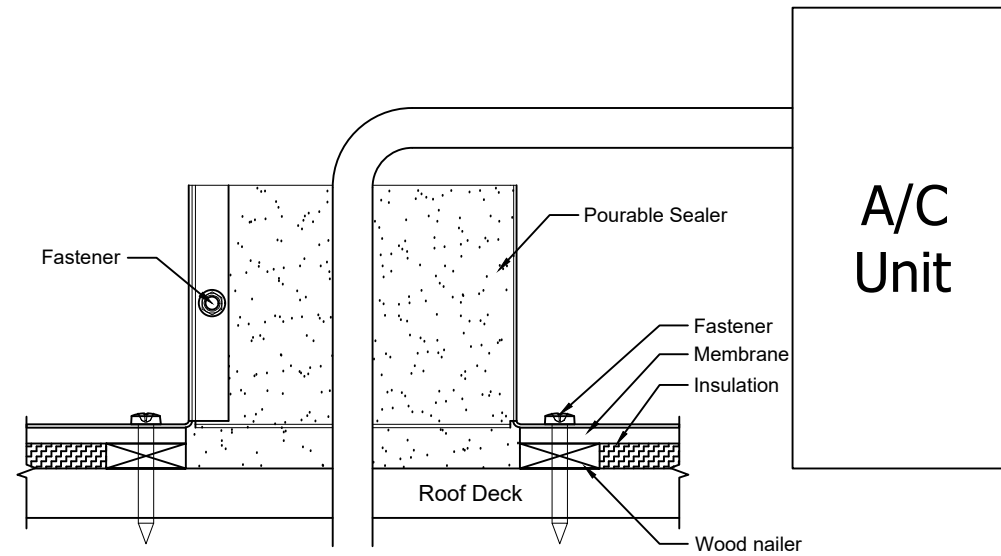 A/C
Unit
Pourable Sealer
Fastener
Fastener
Membrane
Insulation
Roof Deck
Wood nailer